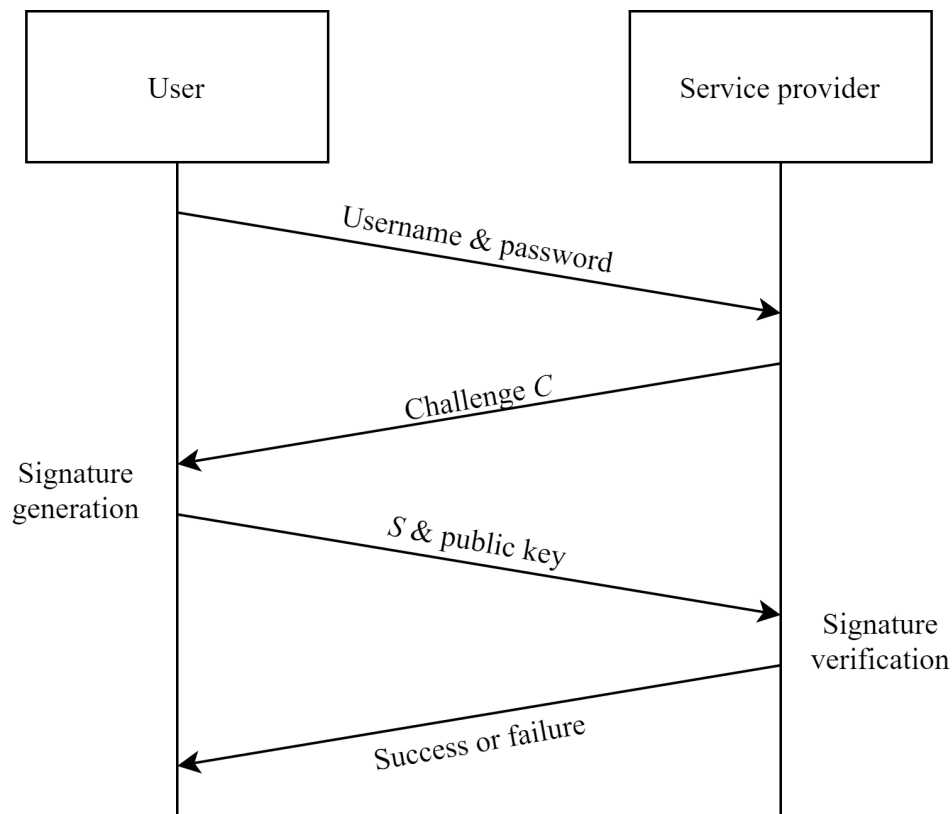 User
Service provider
Username & password
Challenge C
Signature
generation
S & public key
Signature
verification
Success or failure